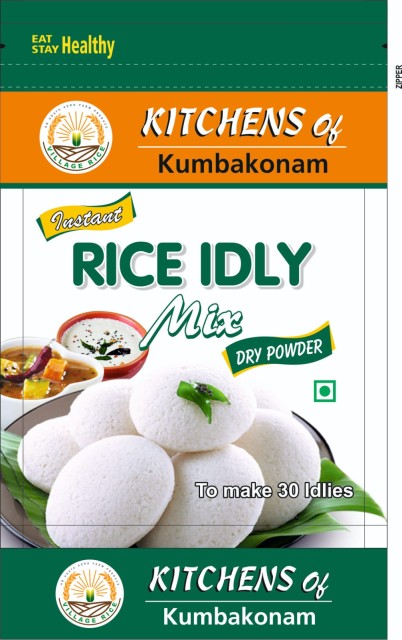 EAT
STAY Healthy
ZIPPER
KITCHENS Of
Kumbakonam
VILLAGE RICE
Instant
RICE IDLY
Mix
DRY POWDER
To make 30 Idlies
VILLAGE RICE
KITCHENS Of
Kumbakonam